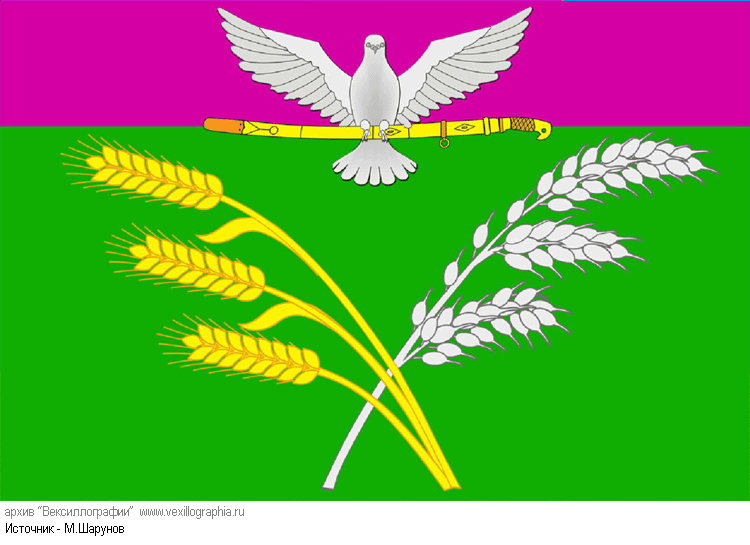 архив "Вексиллографии" www.vexillographia.ru
Источник - М.Шарунов